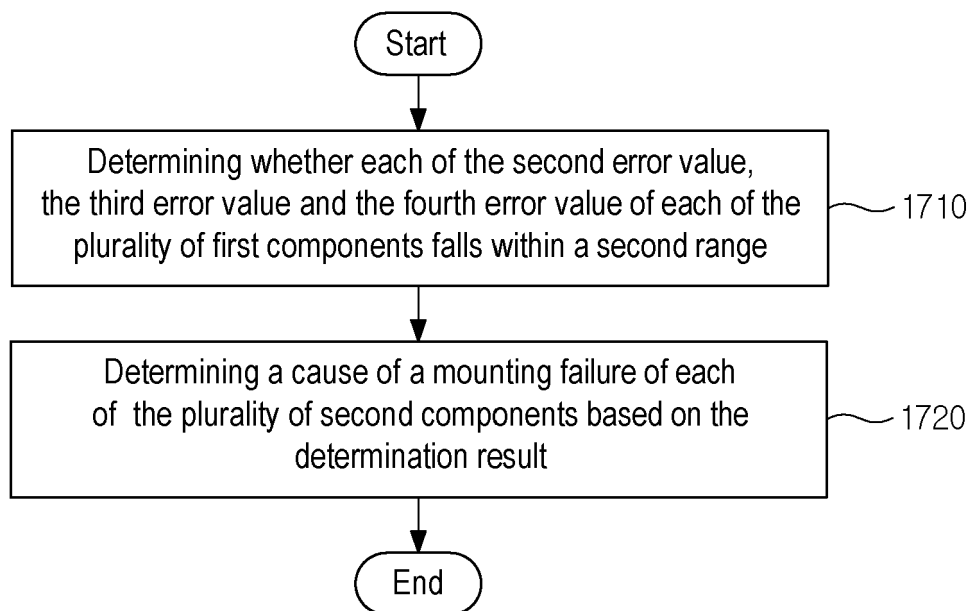 Start
Determining whether each of the second error value,
the third error value and the fourth error value of each of the
plurality of first components falls within a second range
1710
Determining a cause of a mounting failure of each
of the plurality of second components based on the
determination result
1720
End